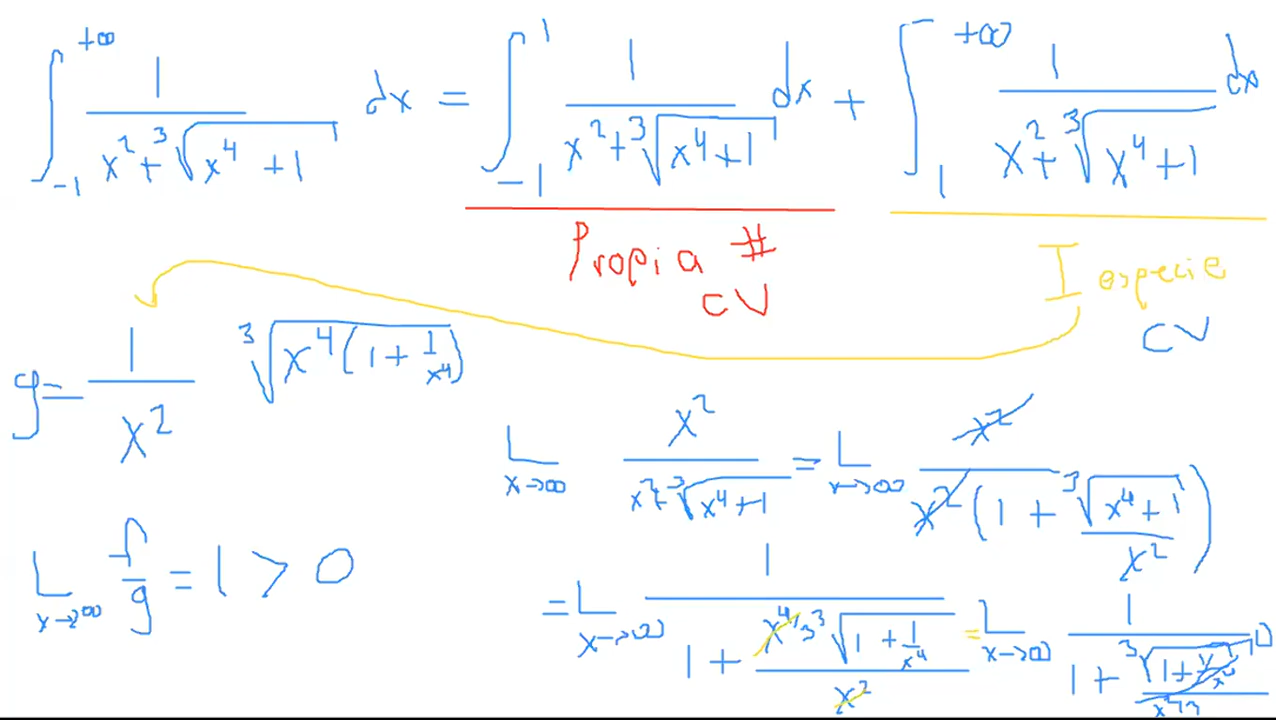 ∫_{-1}^{+∞} 1/(x² + ∛(x⁴ + 1)) dx = ∫_{-1}^{1} 1/(x² + ∛(x⁴ + 1)) dx + ∫_{1}^{+∞} 1/(x² + ∛(x⁴ + 1)) dx
Propia #
CV
I especie
CV
g = 1/x²
∛(x⁴(1 + 1/x⁴))
L_{x→∞} x²/(x² + ∛(x⁴ + 1)) = L_{x→∞} x²/(x²(1 + ∛(x⁴ + 1)/x²))
L_{x→∞} f/g = 1 > 0
= L_{x→∞} 1/(1 + x^{4/3} ∛(1 + 1/x⁴)/x²) = L_{x→∞} 1/(1 + ∛(1 + 1/x⁴)/x^{2/3}) 0